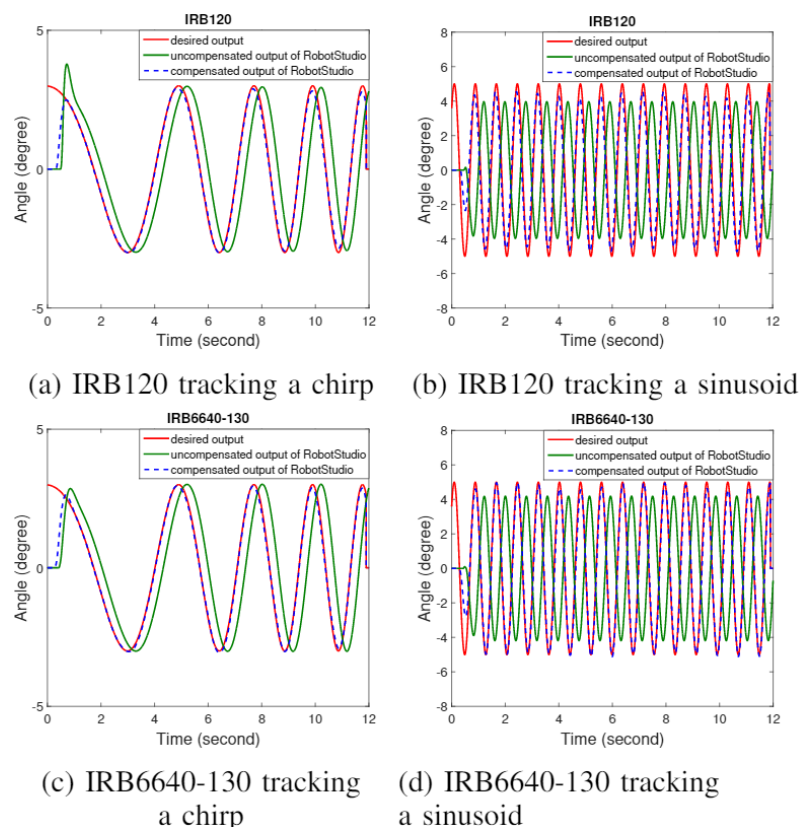 IRB120
desired output
uncompensated output of RobotStudio
compensated output of RobotStudio
5
0
-5
Angle (degree)
0 2 4 6 8 10 12
Time (second)
(a) IRB120 tracking a chirp
IRB120
desired output
uncompensated output of RobotStudio
compensated output of RobotStudio
8
6
4
2
0
-2
-4
-6
-8
Angle (degree)
0 2 4 6 8 10 12
Time (second)
(b) IRB120 tracking a sinusoid
IRB6640-130
desired output
uncompensated output of RobotStudio
compensated output of RobotStudio
5
0
-5
Angle (degree)
0 2 4 6 8 10 12
Time (second)
(c) IRB6640-130 tracking
a chirp
IRB6640-130
desired output
uncompensated output of RobotStudio
compensated output of RobotStudio
8
6
4
2
0
-2
-4
-6
-8
Angle (degree)
0 2 4 6 8 10 12
Time (second)
(d) IRB6640-130 tracking
a sinusoid